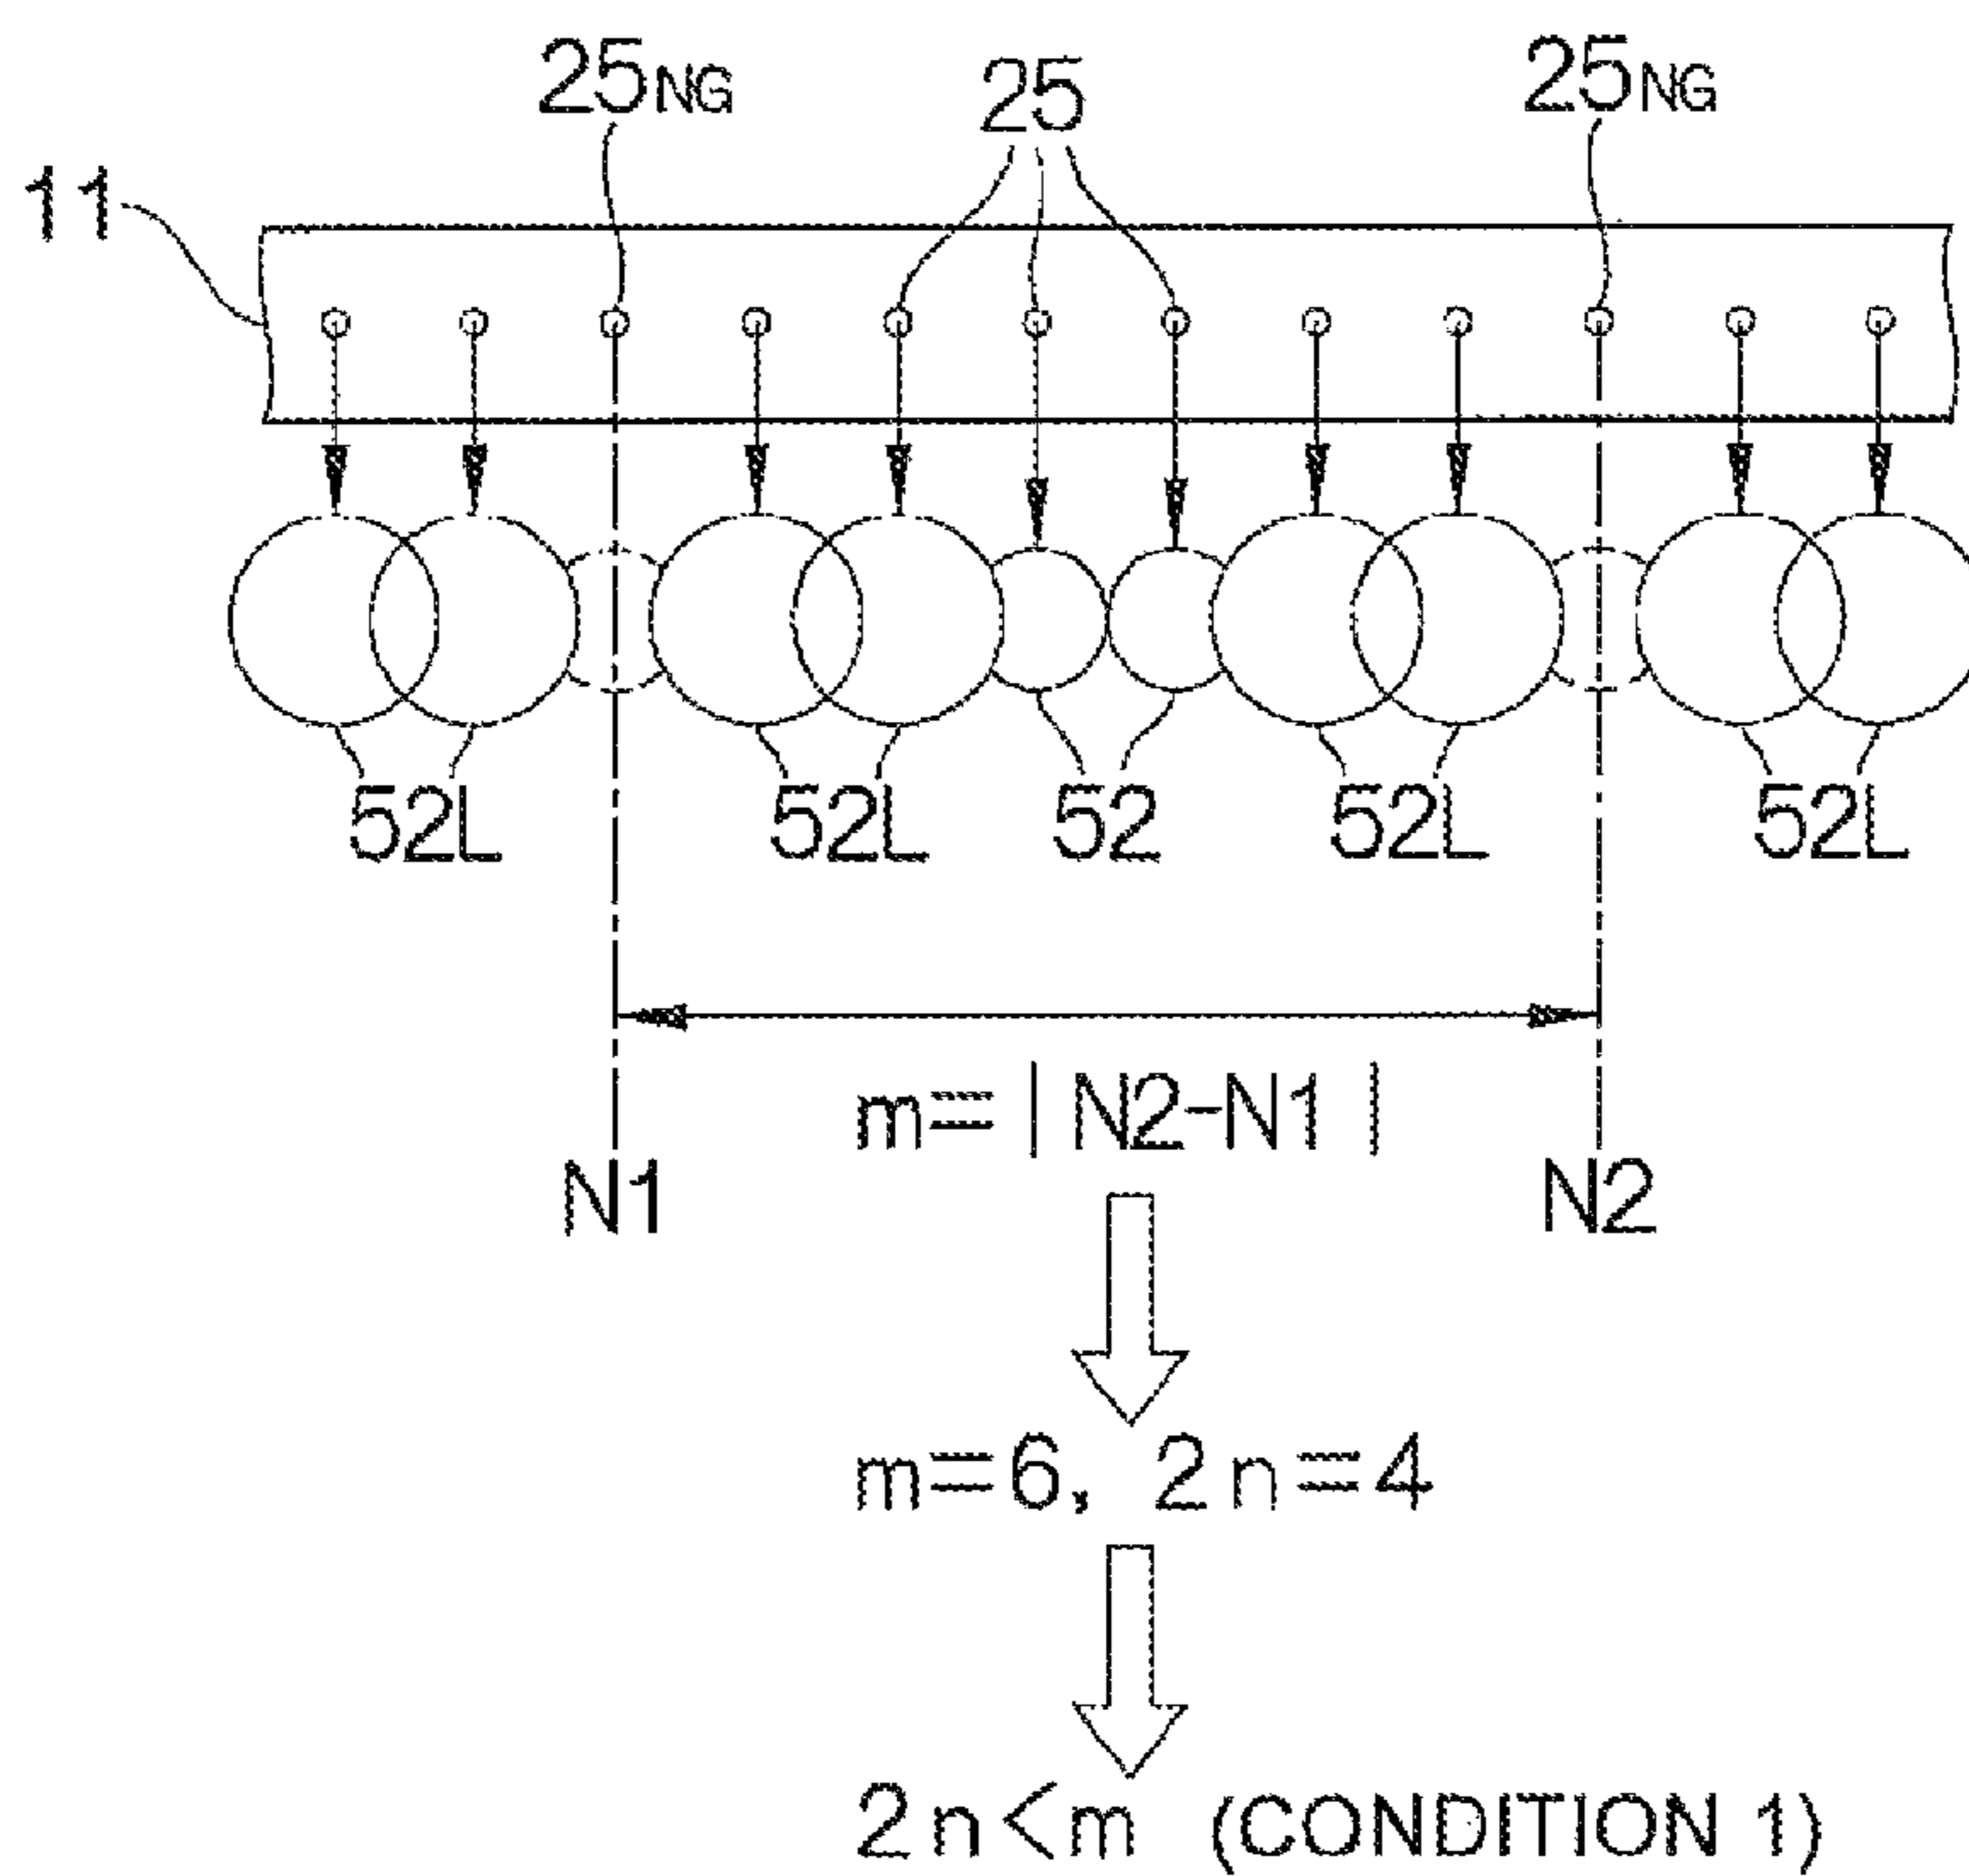 25NG 25 25NG
11
52L 52L 52 52L 52L
m=|N2-N1|
N1 N2
m=6, 2n=4
2n<m (CONDITION 1)